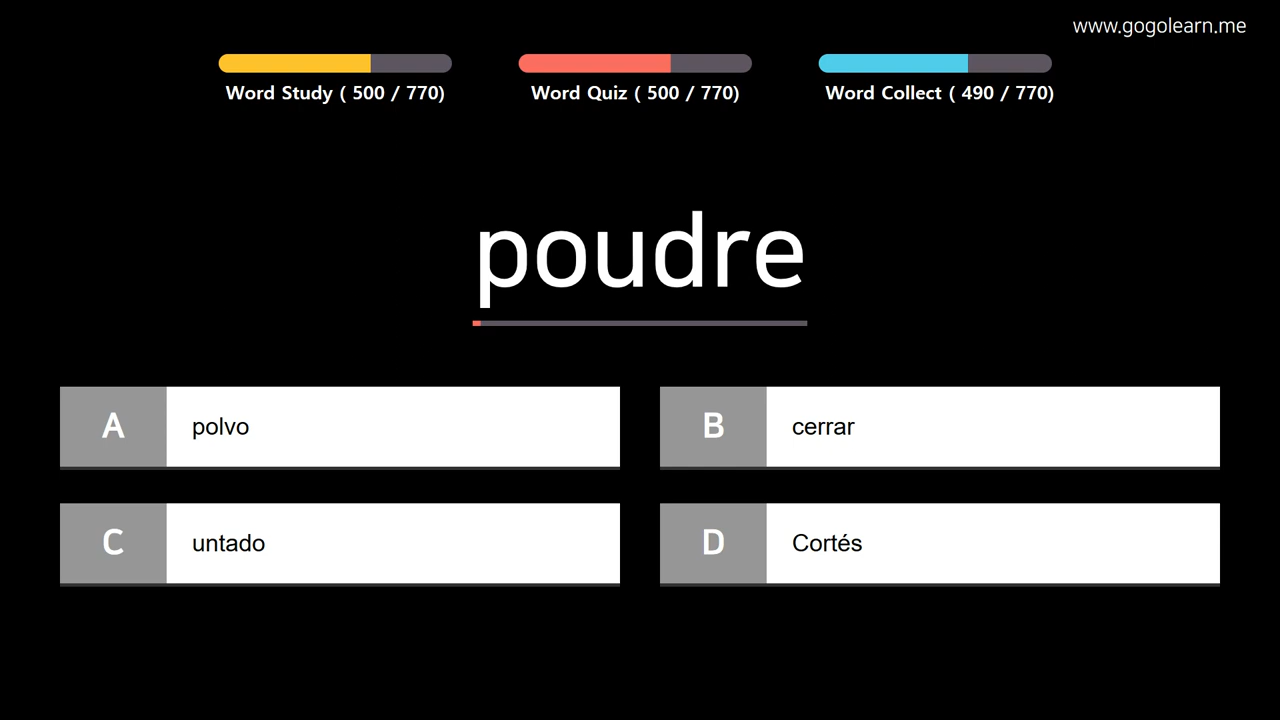 www.gogolearn.me
Word Study ( 500 / 770)
Word Quiz ( 500 / 770)
Word Collect ( 490 / 770)
poudre
A
polvo
B
cerrar
C
untado
D
Cortés